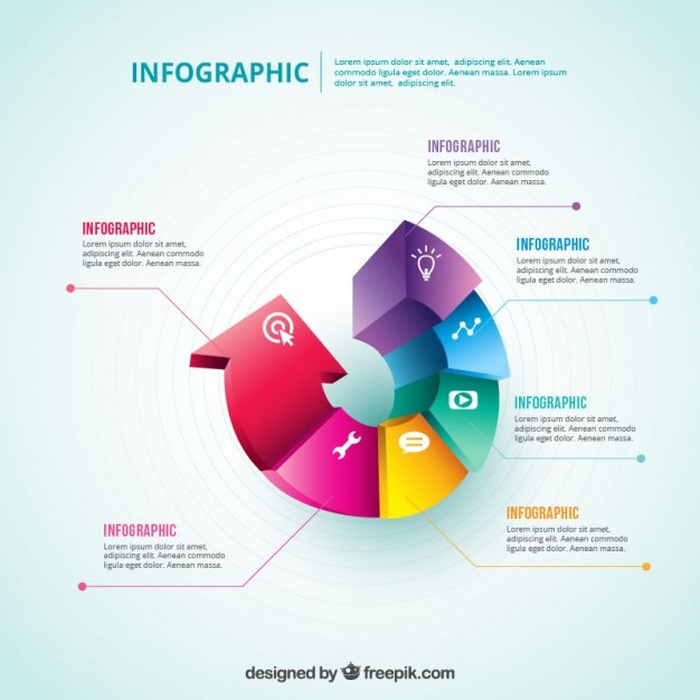 INFOGRAPHIC
Lorem ipsum dolor sit amet, adipiscing elit. Aenean
commodo ligula eget dolor. Aenean massa. Lorem ipsum
dolor sit amet, adipiscing elit.
INFOGRAPHIC
Lorem ipsum dolor sit amet,
adipiscing elit. Aenean commodo
ligula eget dolor. Aenean massa.
INFOGRAPHIC
Lorem ipsum dolor sit amet,
adipiscing elit. Aenean commodo
ligula eget dolor. Aenean massa.
INFOGRAPHIC
Lorem ipsum dolor sit amet,
adipiscing elit. Aenean commodo
ligula eget dolor. Aenean massa.
INFOGRAPHIC
Lorem ipsum dolor sit amet,
adipiscing elit. Aenean commodo
ligula eget dolor. Aenean massa.
INFOGRAPHIC
Lorem ipsum dolor sit amet,
adipiscing elit. Aenean commodo
ligula eget dolor. Aenean massa.
INFOGRAPHIC
Lorem ipsum dolor sit amet,
adipiscing elit. Aenean commodo
ligula eget dolor. Aenean massa.
designed by freepik.com